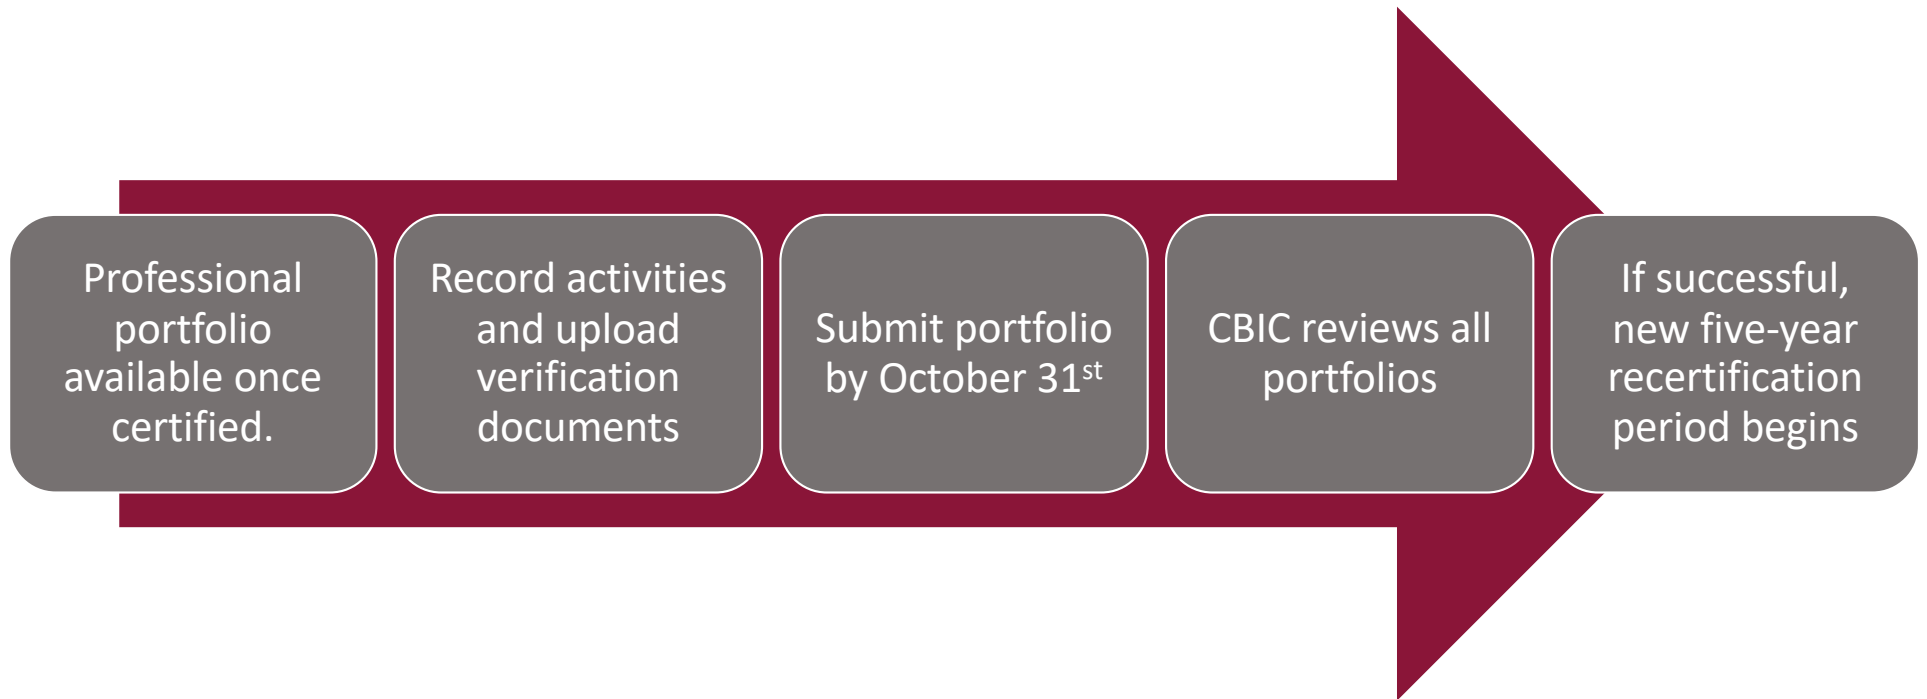 Professional
portfolio
available once
certified.
Record activities
and upload
verification
documents
Submit portfolio
by October 31st
CBIC reviews all
portfolios
If successful,
new five-year
recertification
period begins